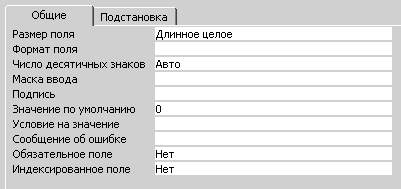 Общие Подстановка
Размер поля Длинное целое
Формат поля
Число десятичных знаков Авто
Маска ввода
Подпись
Значение по умолчанию 0
Условие на значение
Сообщение об ошибке
Обязательное поле Нет
Индексированное поле Нет